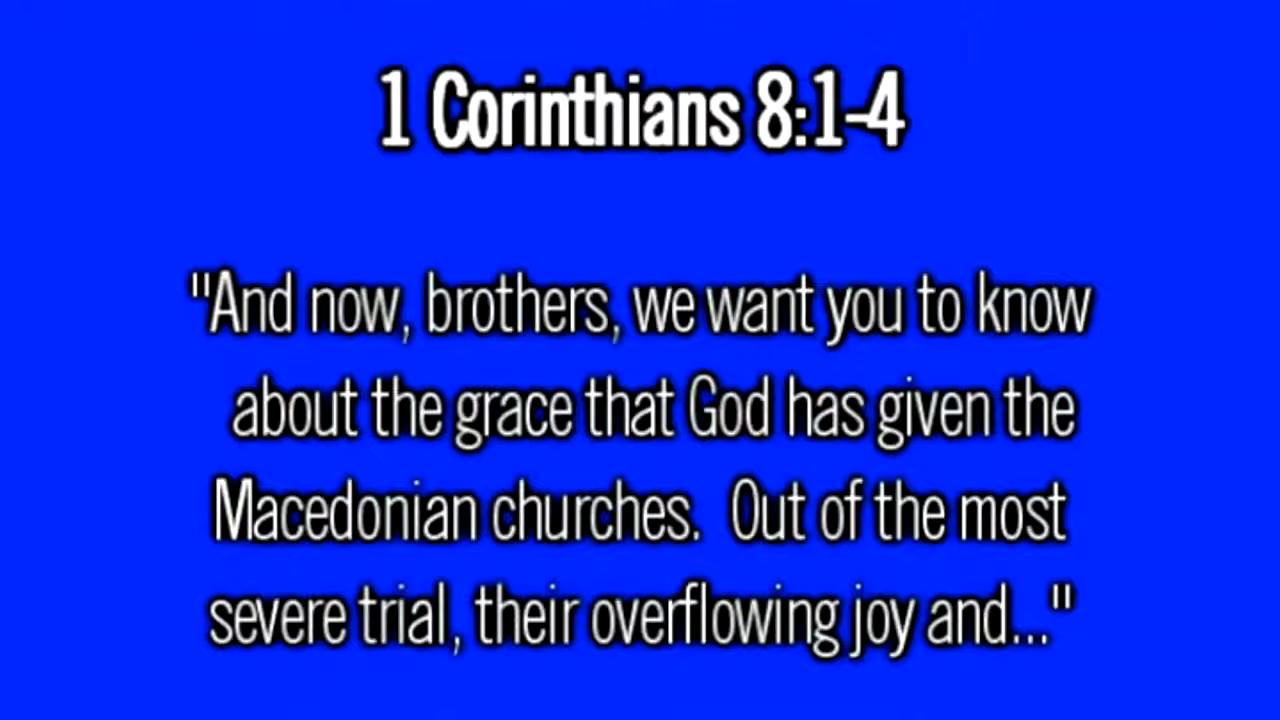 1 Corinthians 8:1-4
"And now, brothers, we want you to know
about the grace that God has given the
Macedonian churches.  Out of the most
severe trial, their overflowing joy and..."